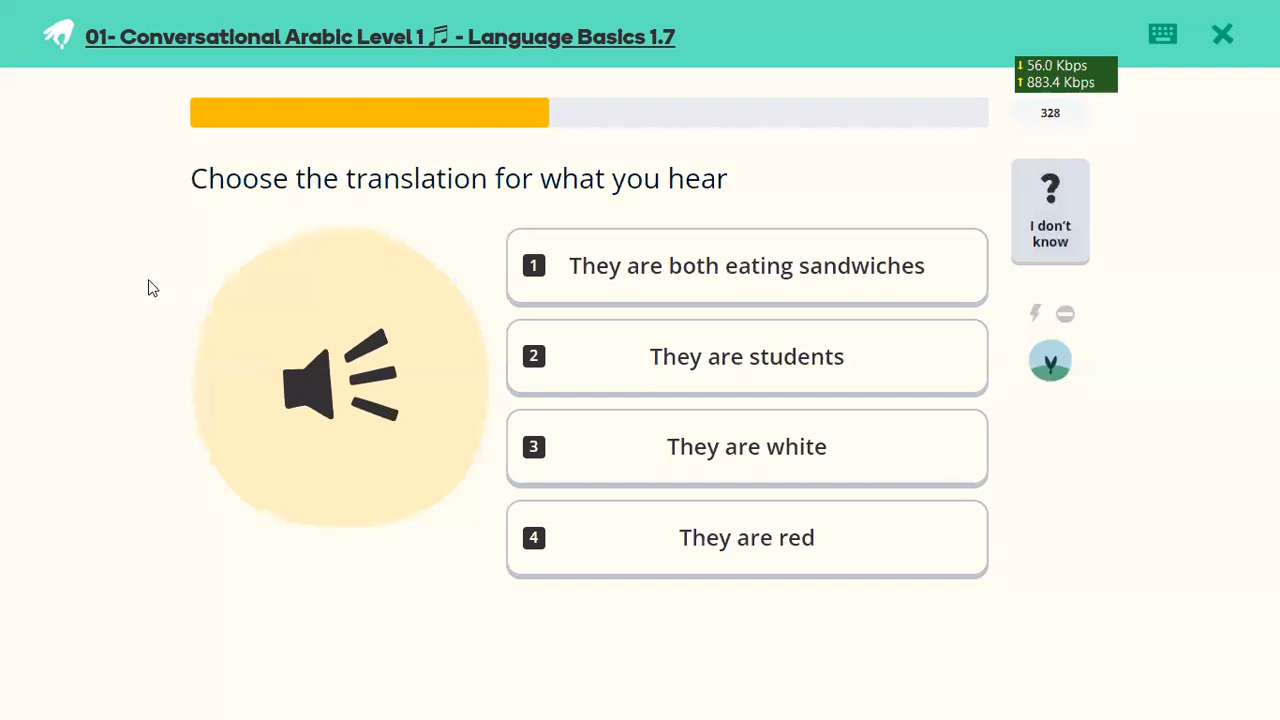 01- Conversational Arabic Level 1 🎵 - Language Basics 1.7
↓ 56.0 Kbps
↑ 883.4 Kbps
328
Choose the translation for what you hear
?
I don't
know
1 They are both eating sandwiches
2 They are students
3 They are white
4 They are red